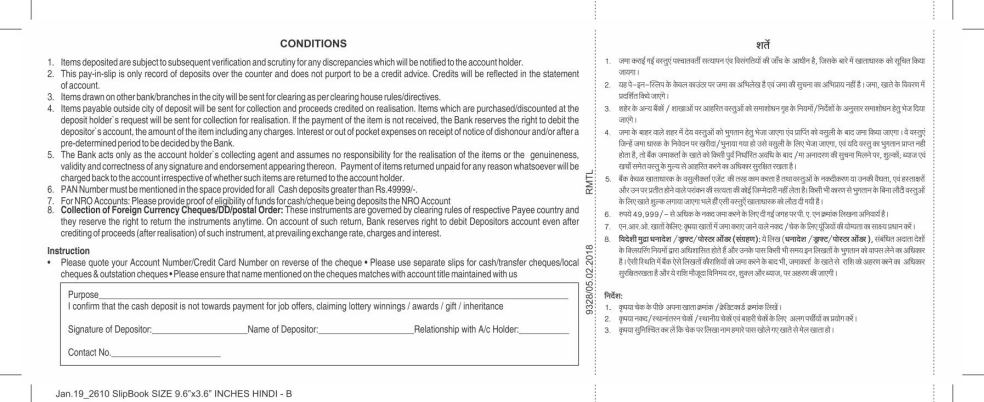 CONDITIONS
1. Items deposited are subject to subsequent verification and scrutiny for any discrepancies which will be notified to the account holder.
2. This pay-in-slip is only record of deposits over the counter and does not purport to be a credit advice. Credits will be reflected in the statement
of account.
3. Items drawn on other bank/branches in the city will be sent for clearing as per clearing house rules/directives.
4. Items payable outside city of deposit will be sent for collection and proceeds credited on realisation. Items which are purchased/discounted at the
deposit holder`s request will be sent for collection for realisation. If the payment of the item is not received, the Bank reserves the right to debit the
depositor`s account, the amount of the item including any charges. Interest or out of pocket expenses on receipt of notice of dishonour and/or after a
pre-determined period to be decided by the Bank.
5. The Bank acts only as the account holder`s collecting agent and assumes no responsibility for the realisation of the items or the genuineness,
validity and correctness of any signature and endorsement appearing thereon. Payment of items returned unpaid for any reason whatsoever will be
charged back to the account irrespective of whether such items are returned to the account holder.
6. PAN Number must be mentioned in the space provided for all Cash deposits greater than Rs.49999/-.
7. For NRO Accounts: Please provide proof of eligibility of funds for cash/cheque being deposits the NRO Account
8. Collection of Foreign Currency Cheques/DD/postal Order: These instruments are governed by clearing rules of respective Payee country and
they reserve the right to return the instruments anytime. On account of such return, Bank reserves right to debit Depositors account even after
crediting of proceeds (after realisation) of such instrument, at prevailing exchange rate, charges and interest.
Instruction
• Please quote your Account Number/Credit Card Number on reverse of the cheque • Please use separate slips for cash/transfer cheques/local
cheques & outstation cheques • Please ensure that name mentioned on the cheques matches with account title maintained with us
Purpose
I confirm that the cash deposit is not towards payment for job offers, claiming lottery winnings / awards / gift / inheritance
Signature of Depositor: Name of Depositor: Relationship with A/c Holder:
Contact No.
9328/05.02.2018 RMTL
शर्ते
1. जमा कराई गई वस्तुएं पश्चातवर्ती सत्यापन एंव विसंगतियों की जाँच के आधीन है, जिसके बारे में खाताधारक को सूचित किया
जायगा।
2. यह पे-इन-स्लिप के केवल काउंटर पर जमा का अभिलेख है एवं जमा की सुचना का अभिप्राय नहीं है। जमा, खाते के विवरण में
प्रदर्शित किये जाएंगे।
3. शहेर के अन्य बैंकों / शाखाओं पर आहरित वस्तुओं को समाशोधन गृह के नियमों/निर्देशों के अनुसार समाशोधन हेतु भेज दिया
जाएंगे।
4. जमा के बाहर वाले शहर में देय वस्तुओं को भुगतान हेतु भेजा जाएगा एंव प्राप्ति को वसुली के बाद जमा किया जाएगा। वे वस्तुएं
जिन्हें जमा धारक के निवेदन पर खरीदा/भुनाया गया हो उसे वसुली के लिए भेजा जाएगा, एवं यदि वस्तु का भुगतान प्राप्त नही
होता है, तो बैंक जमाकर्ता के खाते को किसी पुर्व निर्धारित अवधि के बाद /या अनादरण की सुचना मिलने पर, शुल्कों, ब्याज एवं
खर्चो समेत वस्तु के मुल्य से आहरित करने का अधिकार सुरक्षित रखता है।
5. बैंक केवल खाताधारक के वसुलीकर्ता एजेंट की तरह काम करता है तथा वस्तुओं के नकदीकरण या उनकी वैधता, एवं हस्ताक्षरों
और उन पर प्रतीत होने वाले परांकन की सत्यता की कोई जिम्मेदारी नहीं लेता है। किसी भी कारण से भुगतान के बिना लौटी वस्तुओं
के लिए खाते शुल्क लगाया जाएगा भले हीं एसी वस्तुएं खाताधारक को लौटा दी गयी है।
6. रुपये 49,999/- से अधिक के नकद जमा करने के लिए दी गई जगह पर पी. ए. एन क्रमांक लिखना अनिवार्य है।
7. एन.आर.ओ. खातों केलिए: कृपया खातों में जमा कराए जाने वाले नकद /चेक के लिए पूंजियों की योग्यता का साक्ष्य प्रधान करें।
8. विदेशी मुद्रा धनादेश /ड्राफ्ट/पोस्टर ऑंडर (संग्रहण): ये लिख (धनादेश /ड्राफ्ट/पोस्टर ऑंडर), संबंधित अदाता देशों
के क्लियरिंग नियमों द्वारा अधिशासित होते हैं और उनके पास किसी भी समय इन लिखतों के भुगतान को वापस लेने का अधिकार
है। ऐसी स्थिति में बैंक ऐसे लिखतों की राशियों को जमा करने के बाद भी, जमाकर्ता के खाते से राशि को अहरण करने का अधिकार
सुरक्षित रखता है और ये राशि मौजूदा विनिमय दर, शुक्ल और ब्याज, पर अहरण की जाएगी।
निर्देश:
1. कृपया चेक के पीछे अपना खाता क्रमांक /क्रेडिटकार्ड क्रमांक लिखें।
2. कृपया नकद/स्थानांतरन चेकों /स्थानीय चेकों एवं बाहरी चेकों के लिए अलग पर्चीयों का प्रयोग करें।
3. कृपया सुनिश्चित कर लें कि चेक पर लिखा नाम हमारे पास खोले गए खाते से मेल खाता हो।
Jan.19_2610 SlipBook SIZE 9.6"x3.6" INCHES HINDI - B